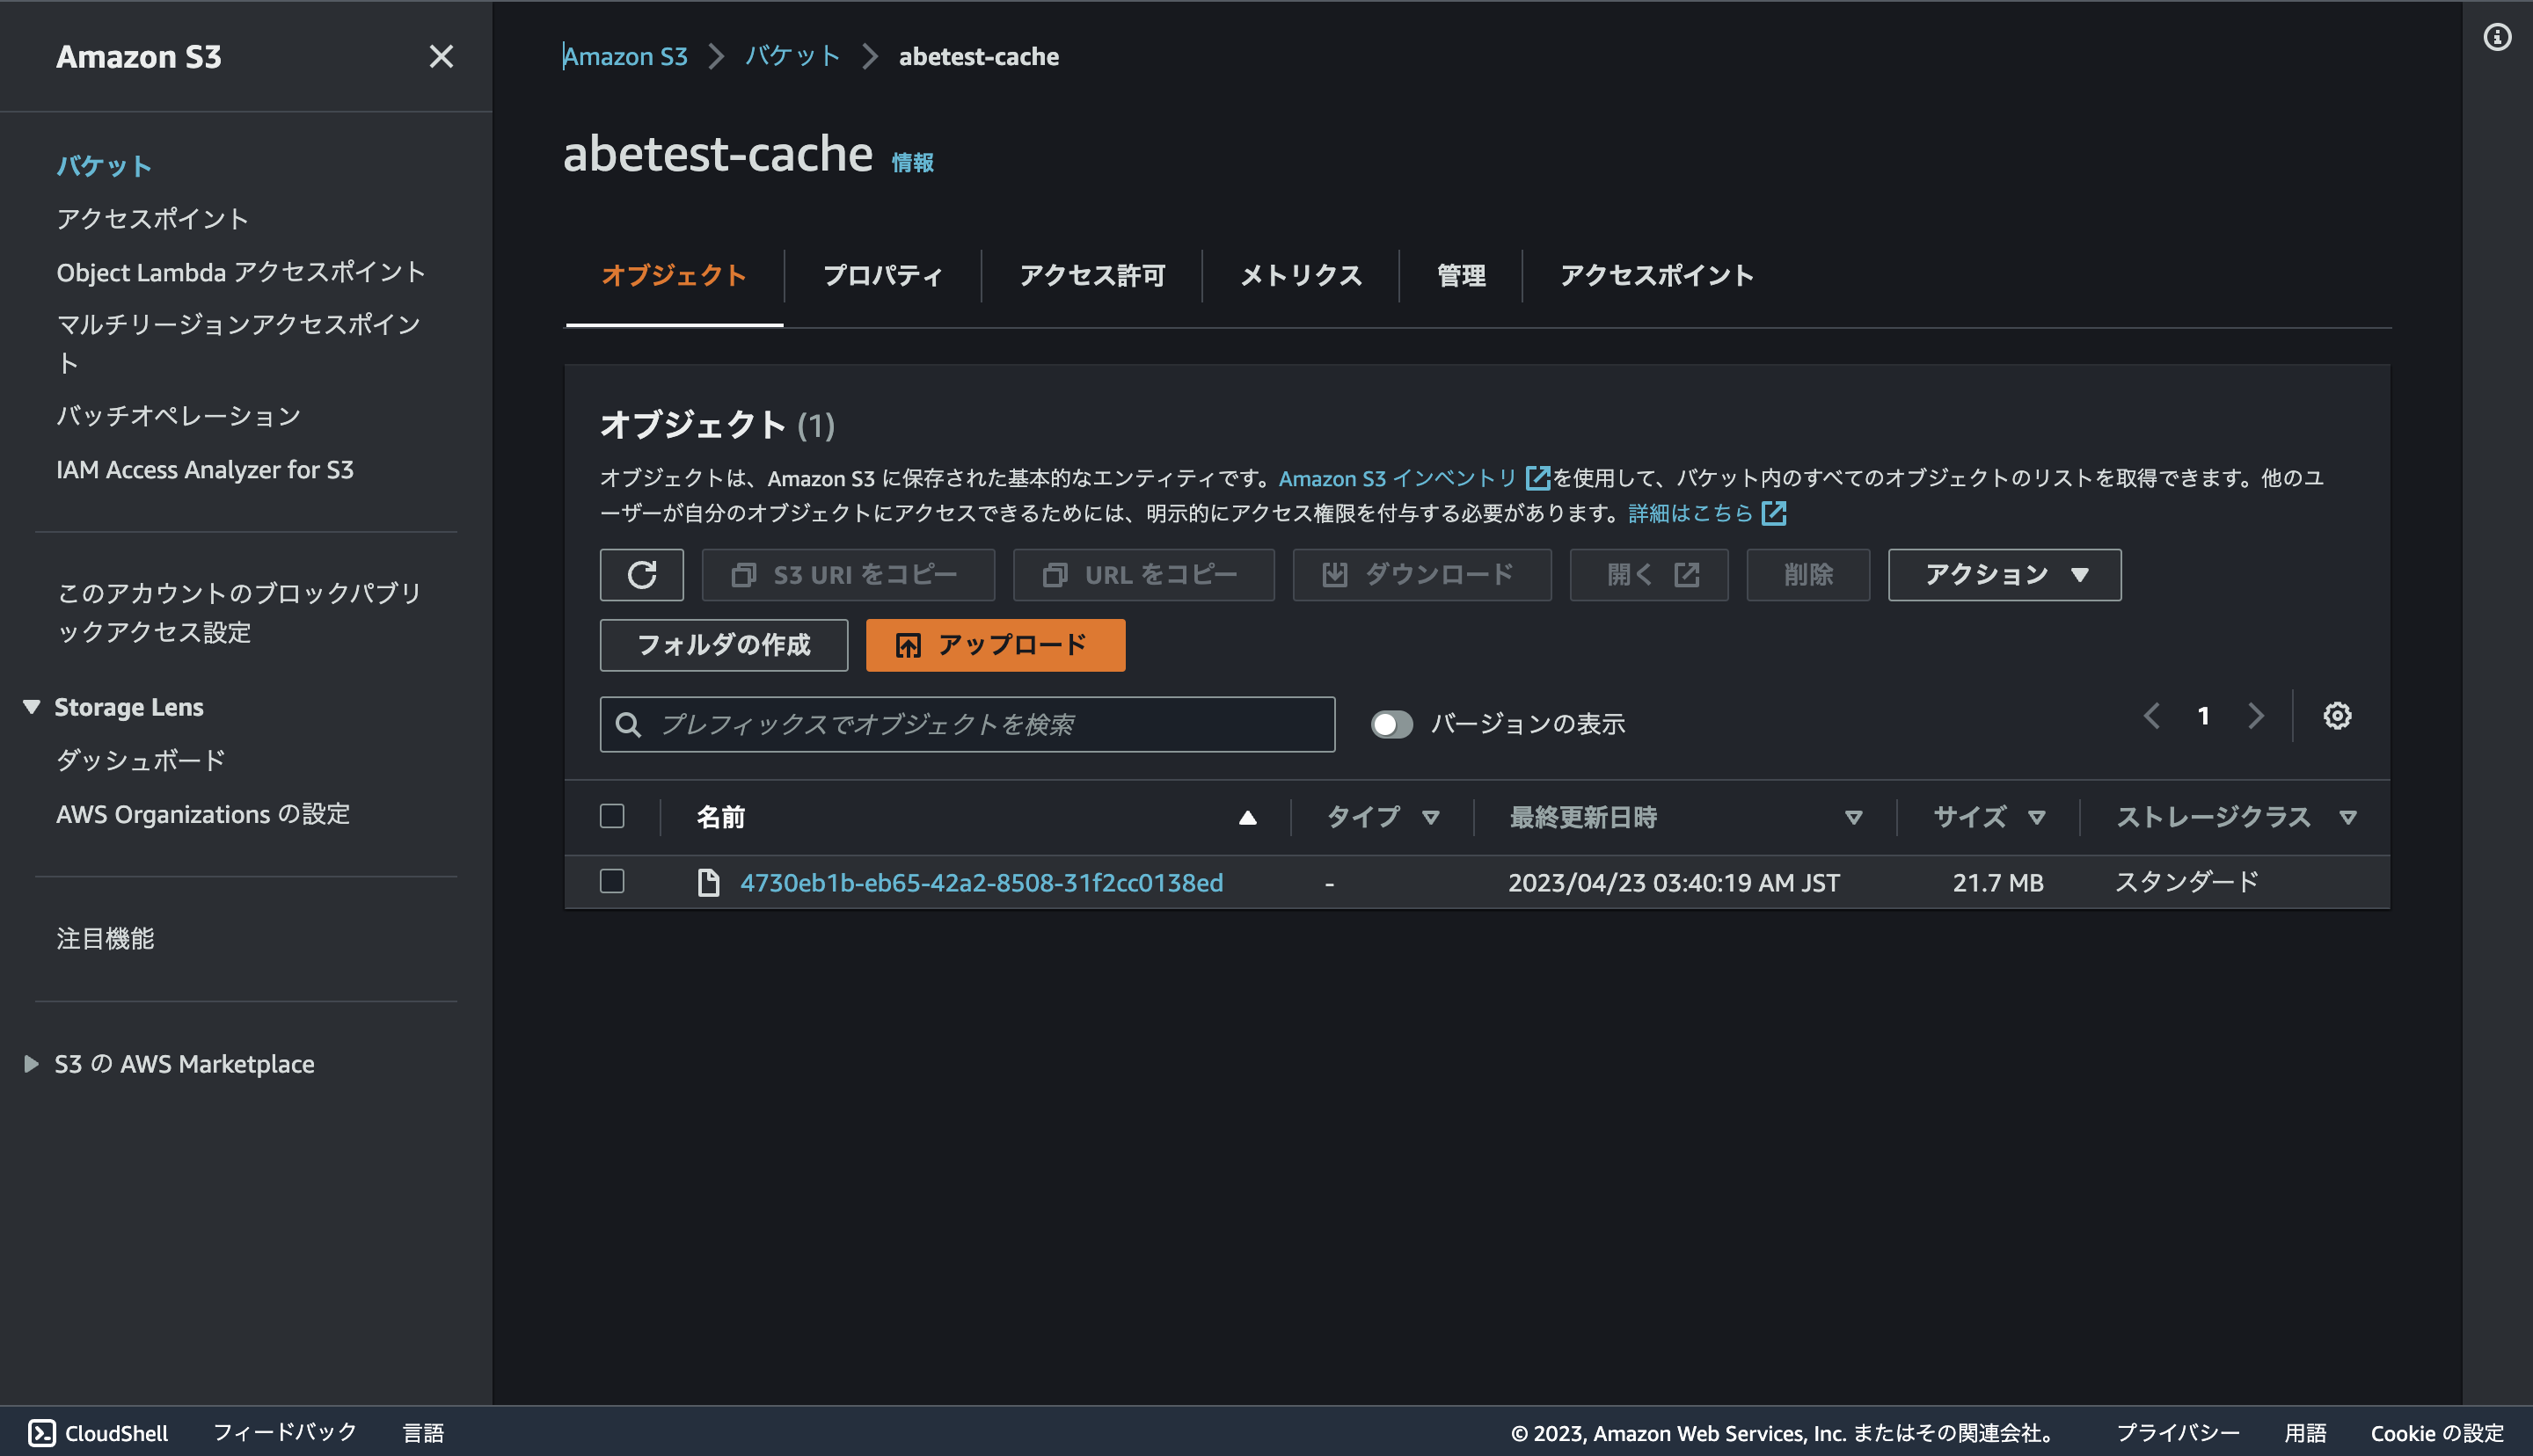 Amazon S3
バケット
アクセスポイント
Object Lambda アクセスポイント
マルチリージョンアクセスポイン
ト
バッチオペレーション
IAM Access Analyzer for S3
このアカウントのブロックパブリ
ックアクセス設定
Storage Lens
ダッシュボード
AWS Organizations の設定
注目機能
S3 の AWS Marketplace
Amazon S3 バケット abetest-cache
abetest-cache 情報
オブジェクト プロパティ アクセス許可 メトリクス 管理 アクセスポイント
オブジェクト (1)
オブジェクトは、Amazon S3 に保存された基本的なエンティティです。Amazon S3 インベントリ を使用して、バケット内のすべてのオブジェクトのリストを取得できます。他のユ
ーザーが自分のオブジェクトにアクセスできるためには、明示的にアクセス権限を付与する必要があります。詳細はこちら
S3 URI をコピー URL をコピー ダウンロード 開く 削除 アクション
フォルダの作成 アップロード
プレフィックスでオブジェクトを検索 バージョンの表示 1
名前 タイプ 最終更新日時 サイズ ストレージクラス
4730eb1b-eb65-42a2-8508-31f2cc0138ed - 2023/04/23 03:40:19 AM JST 21.7 MB スタンダード
CloudShell フィードバック 言語 © 2023, Amazon Web Services, Inc. またはその関連会社。 プライバシー 用語 Cookie の設定